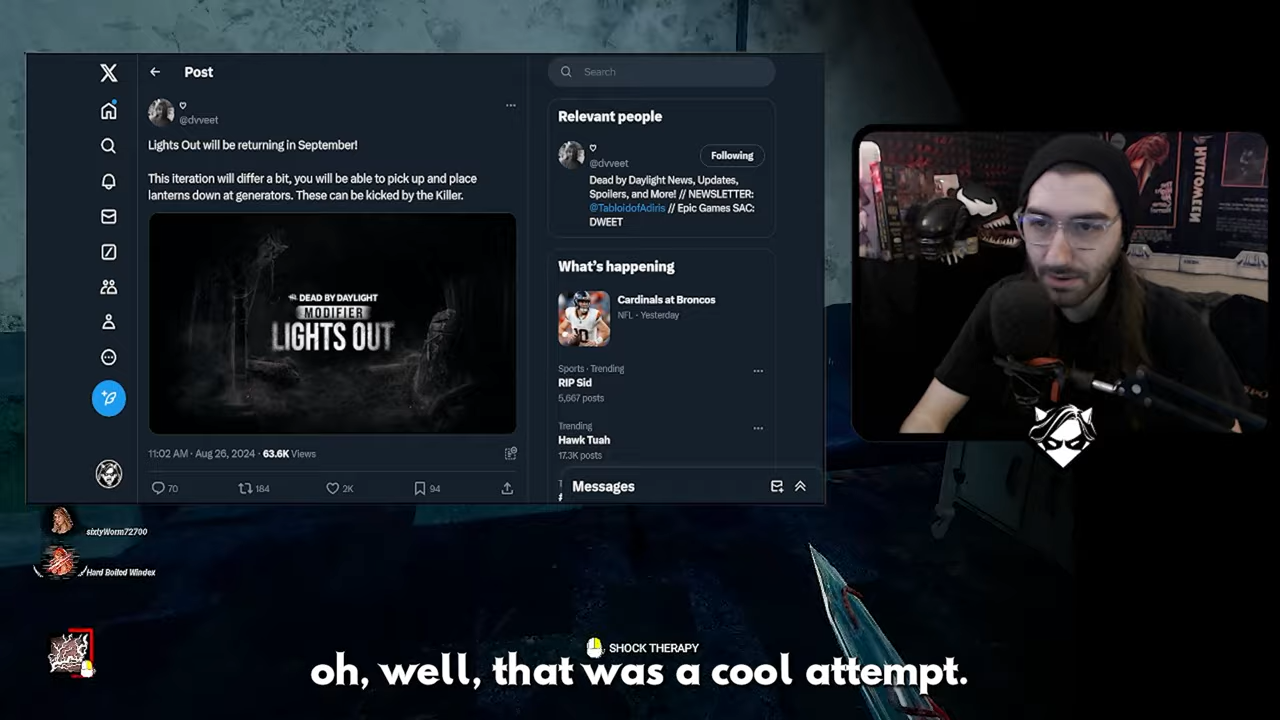 Post
♡
@dvveet
Lights Out will be returning in September!
This iteration will differ a bit, you will be able to pick up and place
lanterns down at generators. These can be kicked by the Killer.
DEAD BY DAYLIGHT
MODIFIER
LIGHTS OUT
11:02 AM · Aug 26, 2024 · 63.6K Views
70 184 2K 94
Search
Relevant people
♡
@dvveet
Following
Dead by Daylight News, Updates,
Spoilers, and More! // NEWSLETTER:
@TabloidofAdiris // Epic Games SAC:
DWEET
What's happening
Cardinals at Broncos
NFL · Yesterday
Sports · Trending
RIP Sid
5,667 posts
Trending
Hawk Tuah
17.3K posts
Messages
HALLOWEEN
sixtyWorm72700
Hard Boiled Windex
SHOCK THERAPY
oh, well, that was a cool attempt.